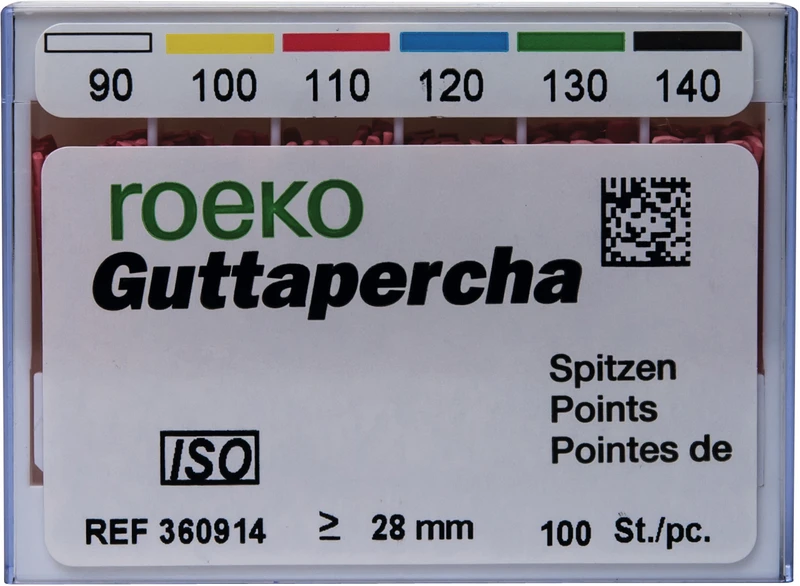 90 100 110 120 130 140
roeko
Guttapercha
Spitzen
Points
Pointes de
ISO
REF 360914 ≥ 28 mm 100 St./pc.